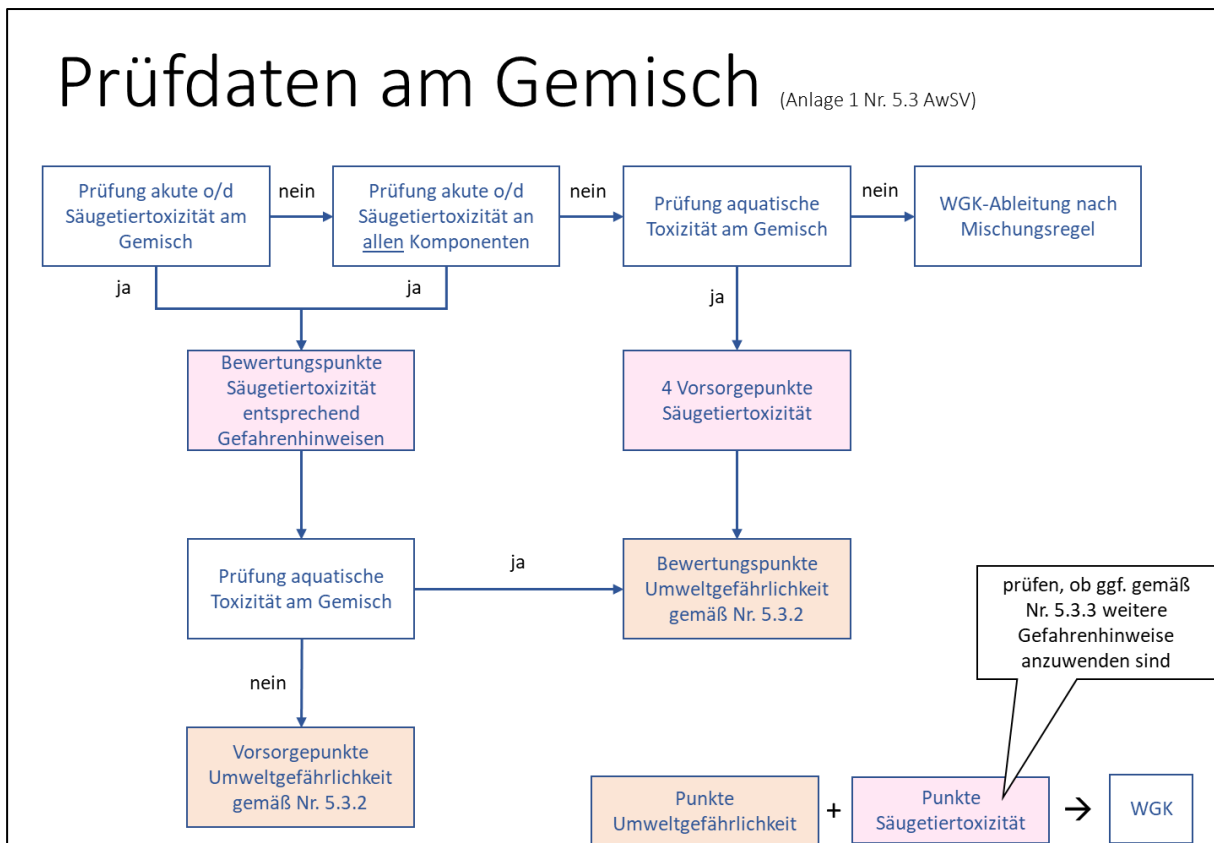 Prüfdaten am Gemisch (Anlage 1 Nr. 5.3 AwSV)
Prüfung akute o/d
Säugetiertoxizität am
Gemisch
nein
Prüfung akute o/d
Säugetiertoxizität an
allen Komponenten
nein
Prüfung aquatische
Toxizität am Gemisch
nein
WGK-Ableitung nach
Mischungsregel
ja
ja
ja
Bewertungspunkte
Säugetiertoxizität
entsprechend
Gefahrenhinweisen
4 Vorsorgepunkte
Säugetiertoxizität
Prüfung aquatische
Toxizität am Gemisch
ja
Bewertungspunkte
Umweltgefährlichkeit
gemäß Nr. 5.3.2
prüfen, ob ggf. gemäß
Nr. 5.3.3 weitere
Gefahrenhinweise
anzuwenden sind
nein
Vorsorgepunkte
Umweltgefährlichkeit
gemäß Nr. 5.3.2
Punkte
Umweltgefährlichkeit
+
Punkte
Säugetiertoxizität
→
WGK